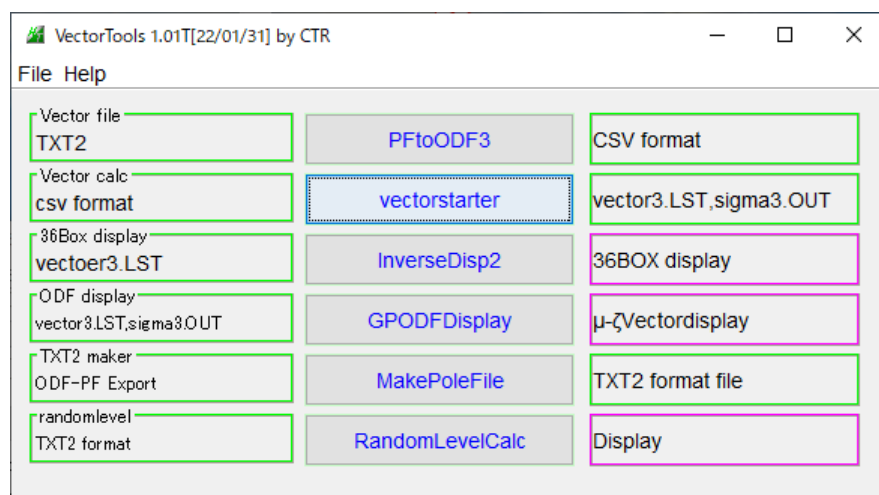 VectorTools 1.01T[22/01/31] by CTR
File Help
Vector file
TXT2
PFtoODF3
CSV format
Vector calc
csv format
vectorstarter
vector3.LST,sigma3.OUT
36Box display
vectoer3.LST
InverseDisp2
36BOX display
ODF display
vector3.LST,sigma3.OUT
GPODFDisplay
μ-ζVectordisplay
TXT2 maker
ODF-PF Export
MakePoleFile
TXT2 format file
randomlevel
TXT2 format
RandomLevelCalc
Display